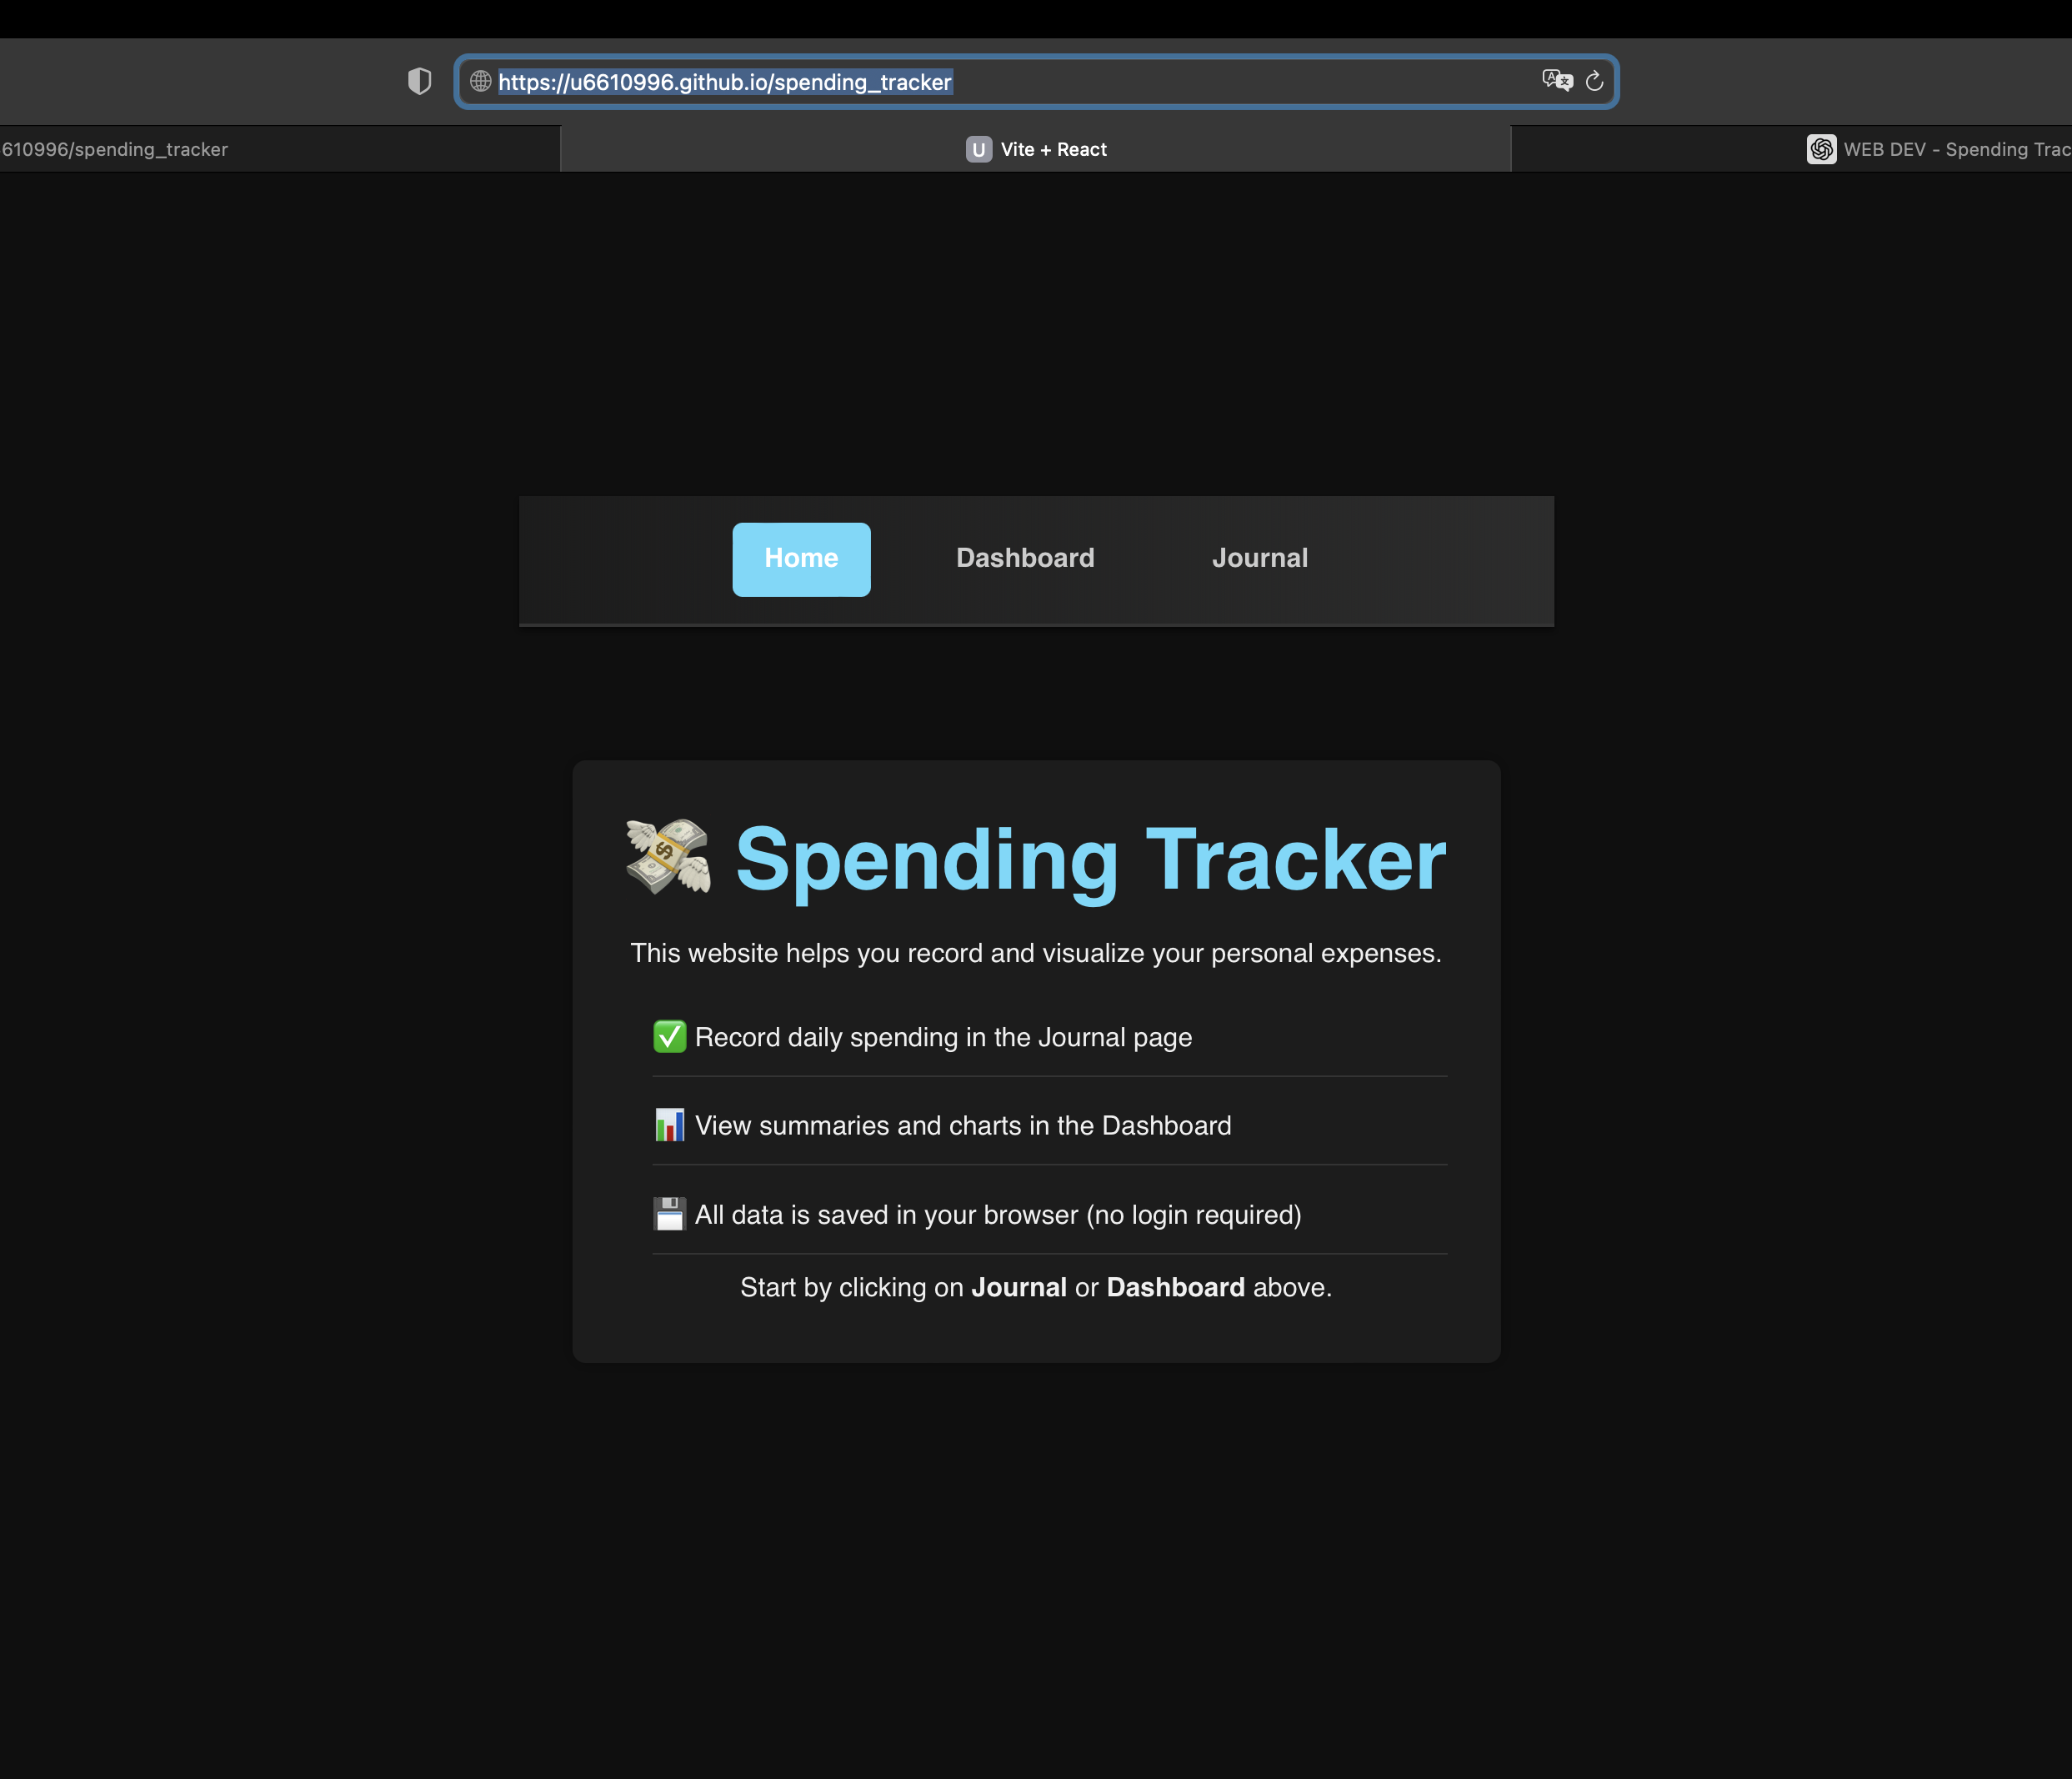 https://u6610996.github.io/spending_tracker
610996/spending_tracker
U Vite + React
WEB DEV - Spending Trac
Home Dashboard Journal
Spending Tracker
This website helps you record and visualize your personal expenses.
Record daily spending in the Journal page
View summaries and charts in the Dashboard
All data is saved in your browser (no login required)
Start by clicking on Journal or Dashboard above.